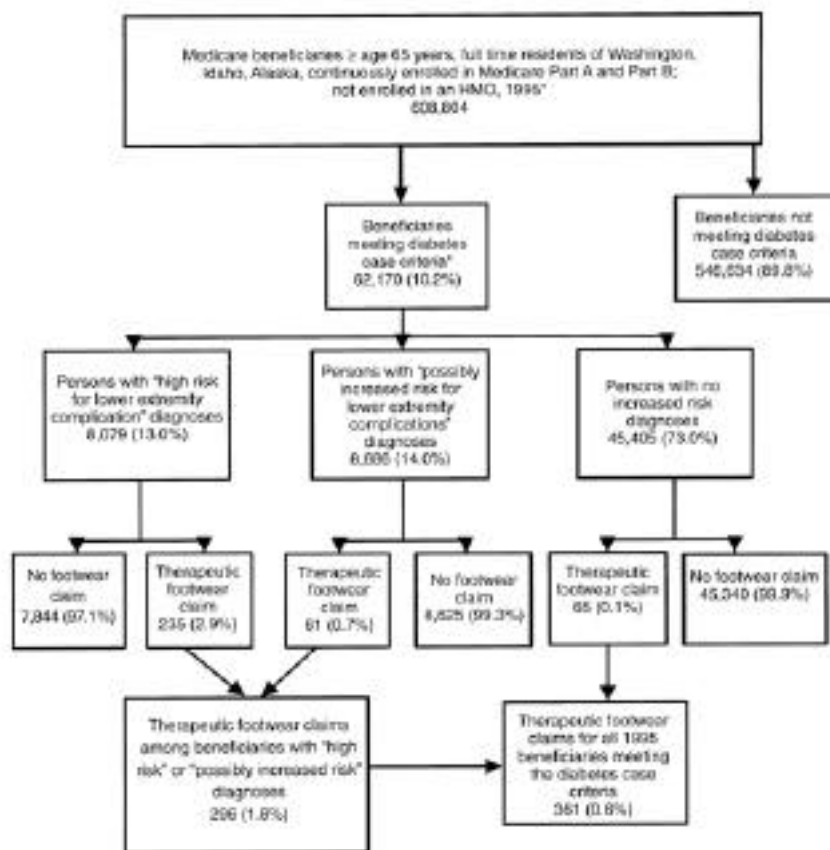 Medicare beneficiaries ≥ age 65 years, full time residents of Washington,
Idaho, Alaska, continuously enrolled in Medicare Part A and Part B;
not enrolled in an HMO, 1995*
608,864
Beneficiaries
meeting diabetes
case criteria
62,170 (10.2%)
Beneficiaries not
meeting diabetes
case criteria
546,694 (89.8%)
Persons with "high risk
for lower extremity
complication" diagnoses
8,079 (13.0%)
Persons with "possibly
increased risk for
lower extremity
complications"
diagnoses
8,686 (14.0%)
Persons with no
increased risk
diagnoses
45,405 (73.0%)
No footwear
claim
7,844 (97.1%)
Therapeutic
footwear
claim
235 (2.9%)
Therapeutic
footwear
claim
61 (0.7%)
No footwear
claim
8,625 (99.3%)
Therapeutic
footwear claim
65 (0.1%)
No footwear claim
45,340 (99.9%)
Therapeutic footwear claims
among beneficiaries with "high
risk" or "possibly increased risk"
diagnoses
296 (1.8%)
Therapeutic footwear
claims for all 1995
beneficiaries meeting
the diabetes case
criteria
361 (0.6%)